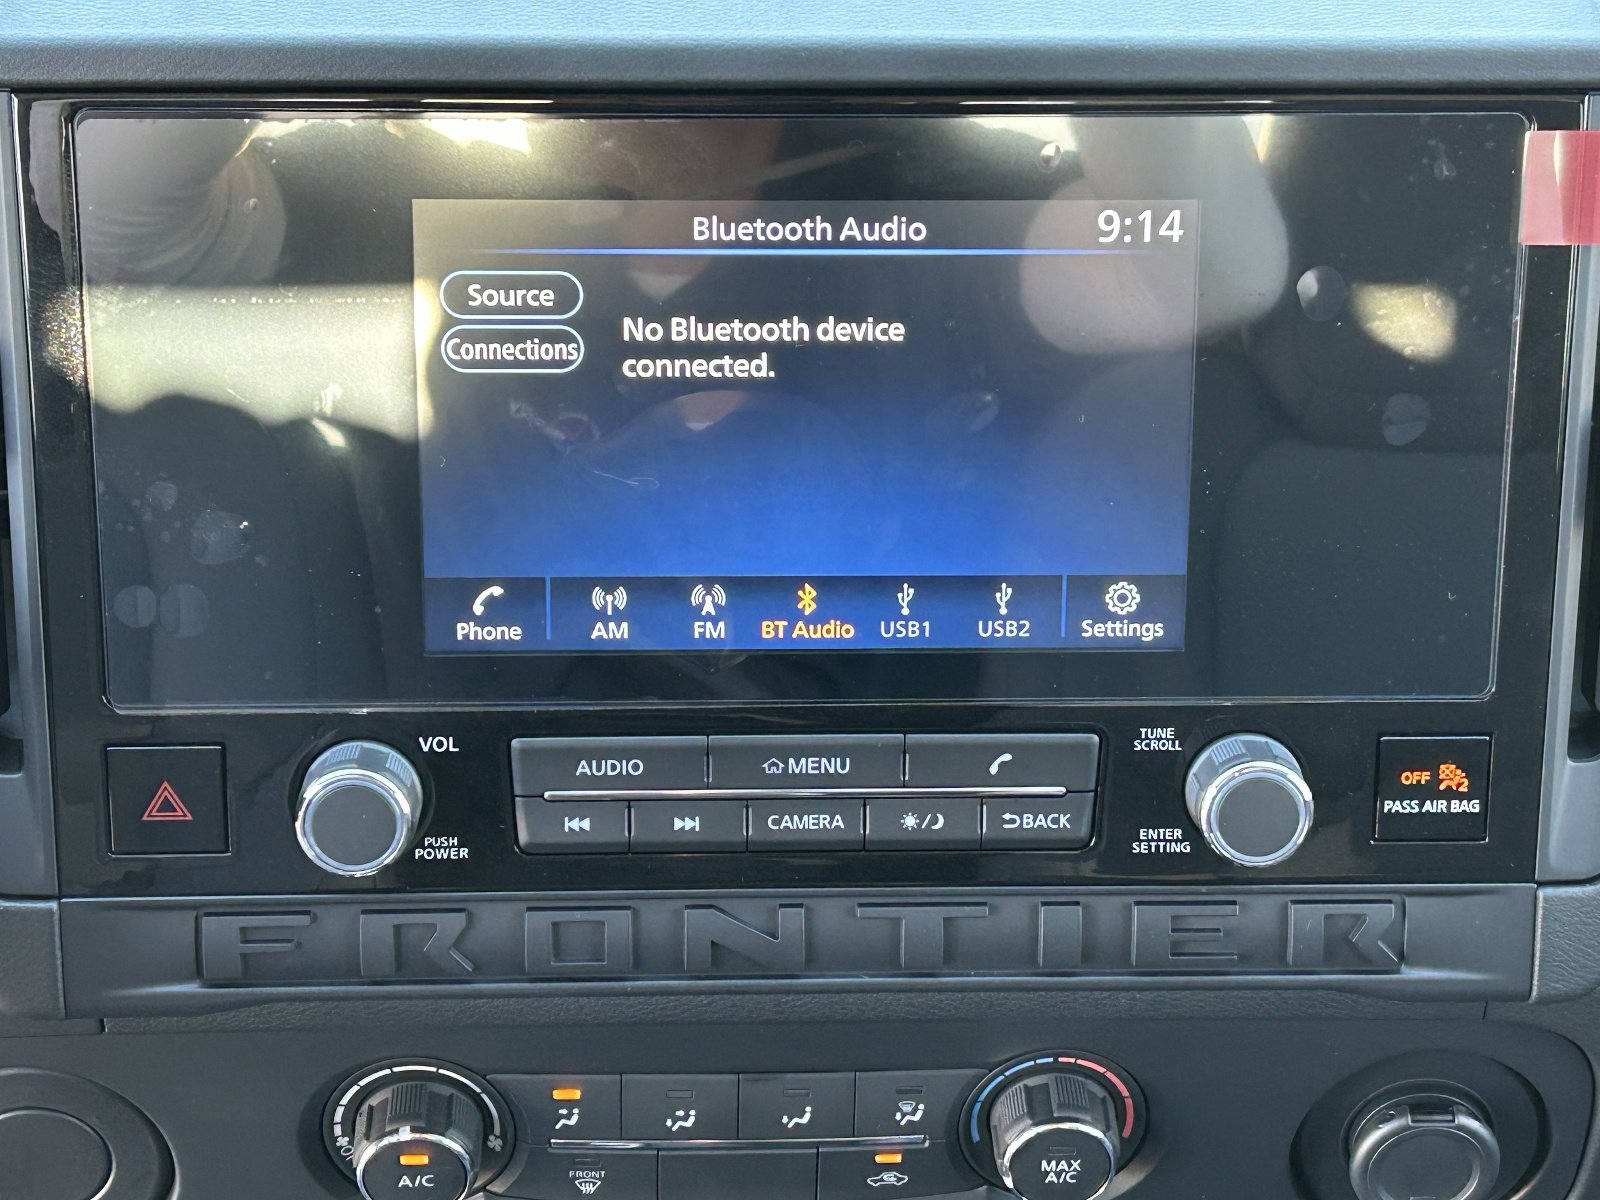 Bluetooth Audio
9:14
Source
Connections
No Bluetooth device
connected.
Phone
AM
FM
BT Audio
USB1
USB2
Settings
VOL
PUSH
POWER
AUDIO
MENU
CAMERA
BACK
TUNE
SCROLL
ENTER
SETTING
OFF
2
PASS AIR BAG
FRONTIER
A/C
FRONT
MAX
A/C